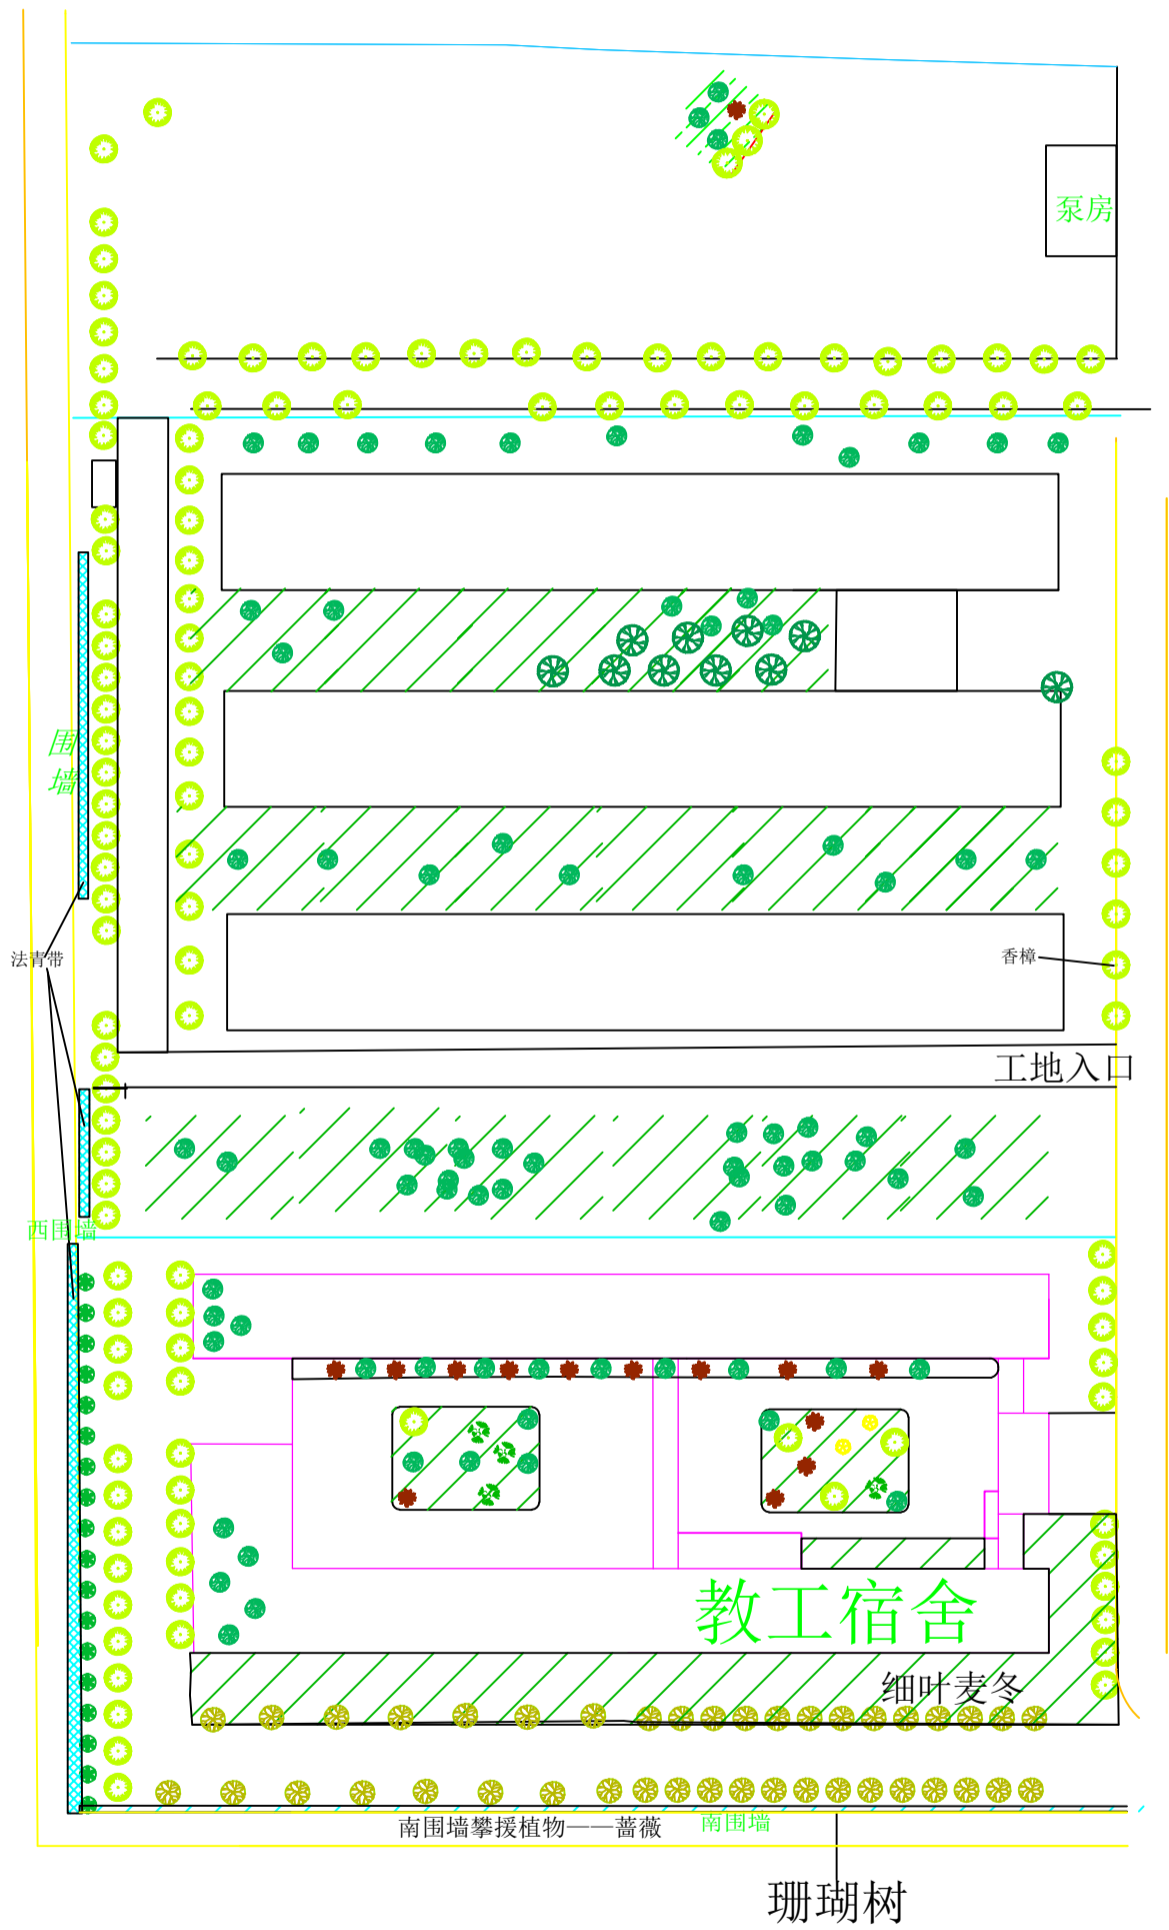 泵房
围
墙
法青带
香樟
工地入口
西围墙
教工宿舍
细叶麦冬
南围墙攀援植物——蔷薇
南围墙
珊瑚树